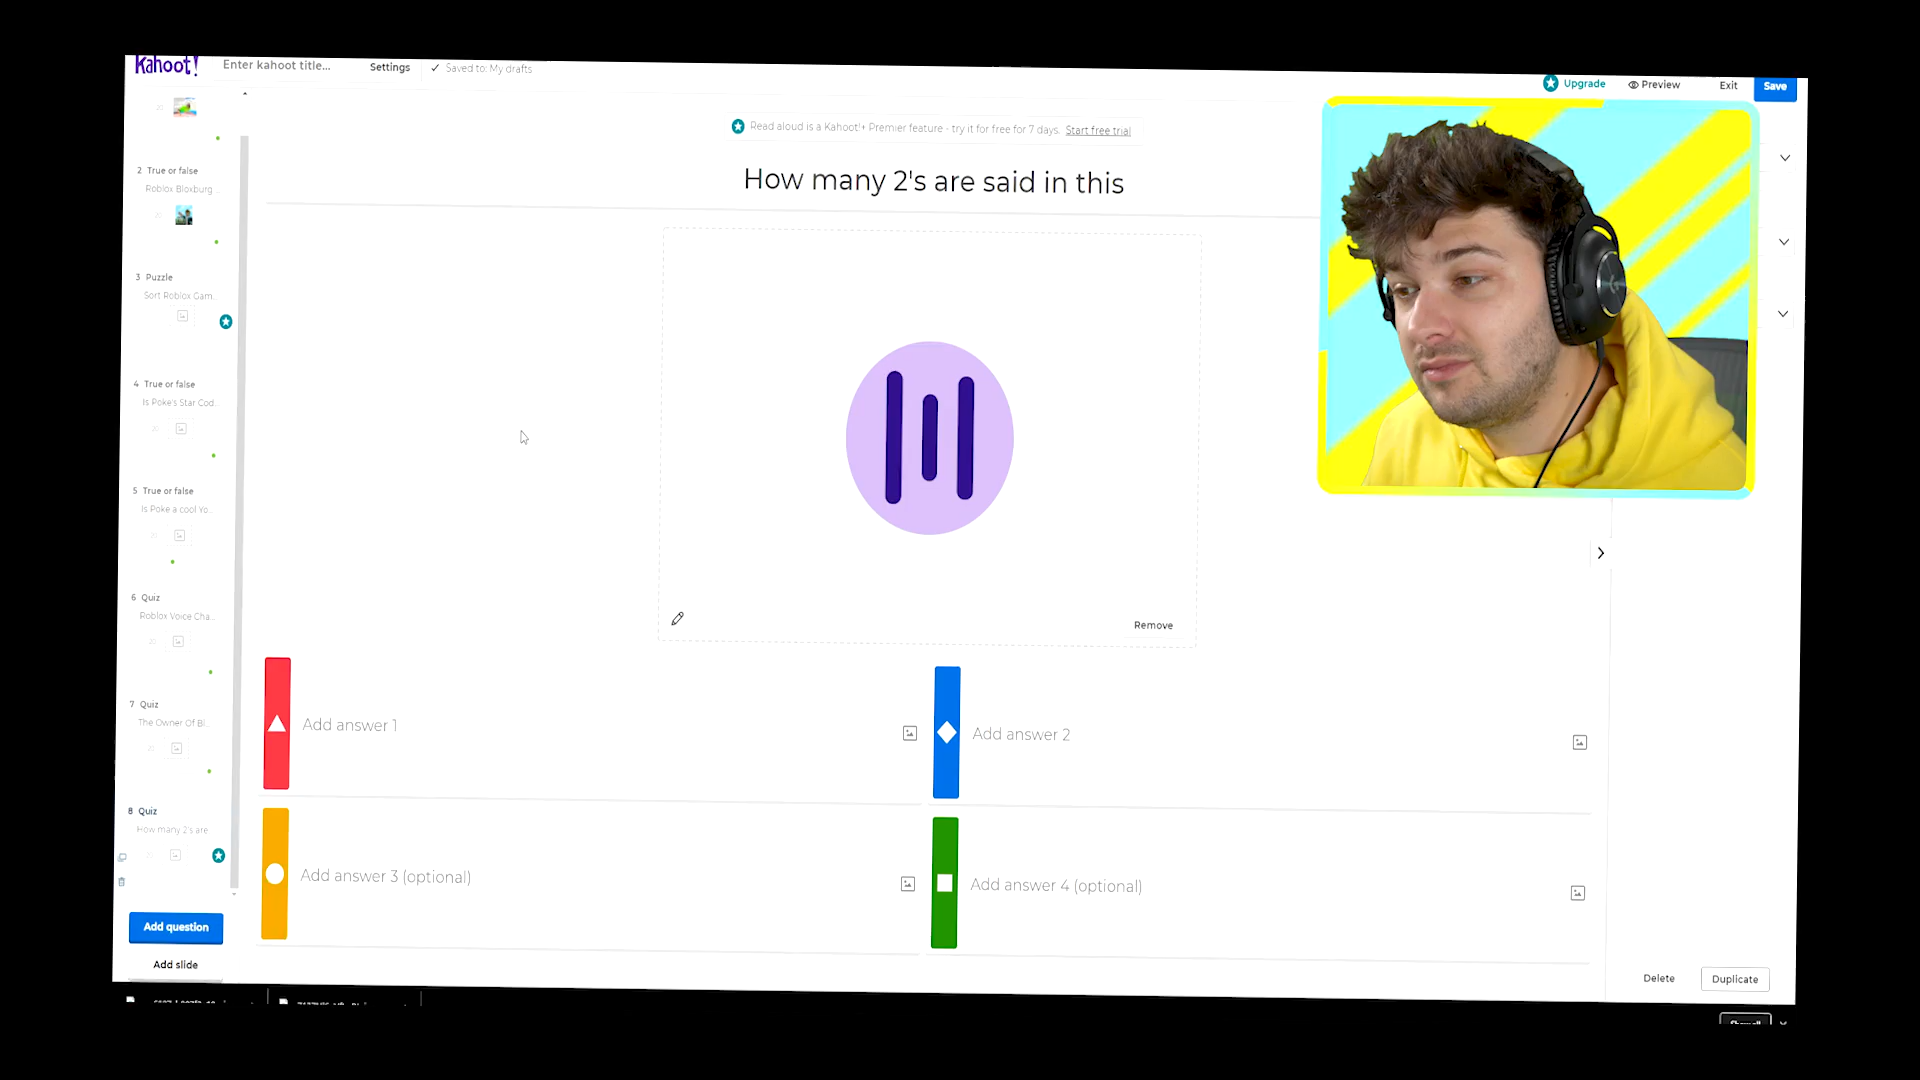 Kahoot!
Enter kahoot title...
Settings
Saved to: My drafts
Upgrade
Preview
Exit
Save
Read aloud is a Kahoot!+ Premier feature - try it for free for 7 days. Start free trial
How many 2's are said in this
2 True or false
Roblox Bloxburg ...
3 Puzzle
Sort Roblox Gam...
4 True or false
Is Poke's Star Cod...
5 True or false
Is Poke a cool Yo...
6 Quiz
Roblox Voice Cha...
7 Quiz
The Owner Of Bl...
8 Quiz
How many 2's are
Add question
Add slide
Remove
Add answer 1
Add answer 2
Add answer 3 (optional)
Add answer 4 (optional)
Delete
Duplicate